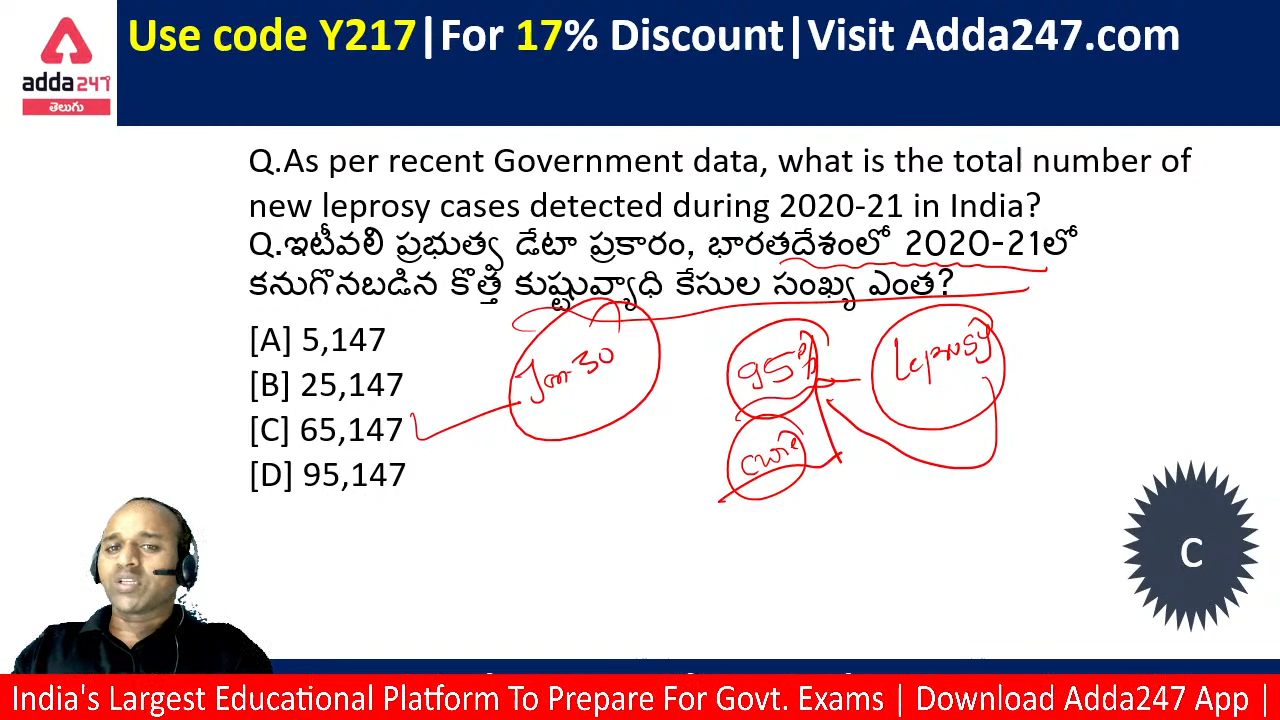 Use code Y217|For 17% Discount|Visit Adda247.com
adda247
తెలుగు
Q.As per recent Government data, what is the total number of
new leprosy cases detected during 2020-21 in India?
Q.ఇటీవలి ప్రభుత్వ డేటా ప్రకారం, భారతదేశంలో 2020-21లో
కనుగొనబడిన కొత్త కుష్టువ్యాధి కేసుల సంఖ్య ఎంత?
[A] 5,147
[B] 25,147
[C] 65,147
[D] 95,147
Jan 30
95
Leprosy
C
India's Largest Educational Platform To Prepare For Govt. Exams | Download Adda247 App |